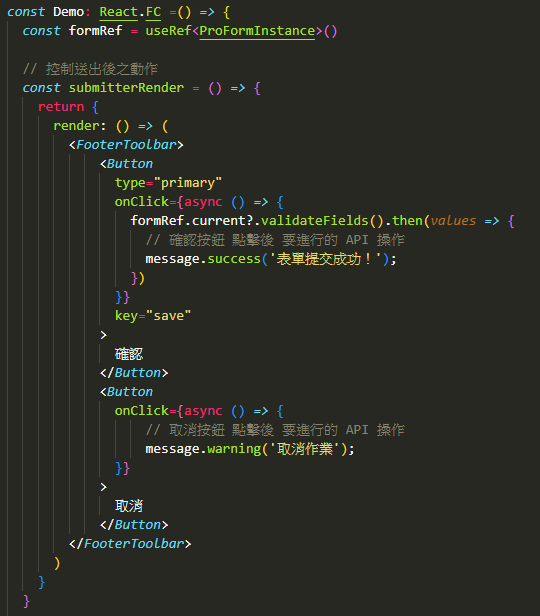 const Demo: React.FC =() => {
  const formRef = useRef<ProFormInstance>()

  // 控制送出後之動作
  const submitterRender = () => {
    return {
      render: () => (
        <FooterToolbar>
            <Button
              type="primary"
              onClick={async () => {
                formRef.current?.validateFields().then(values => {
                  // 確認按鈕 點擊後 要進行的 API 操作
                  message.success('表單提交成功！');
                })
              }}
              key="save"
            >
              確認
            </Button>
            <Button
              onClick={async () => {
                  // 取消按鈕 點擊後 要進行的 API 操作
                  message.warning('取消作業');
              }}
            >
              取消
            </Button>
        </FooterToolbar>
      )
    }
  }